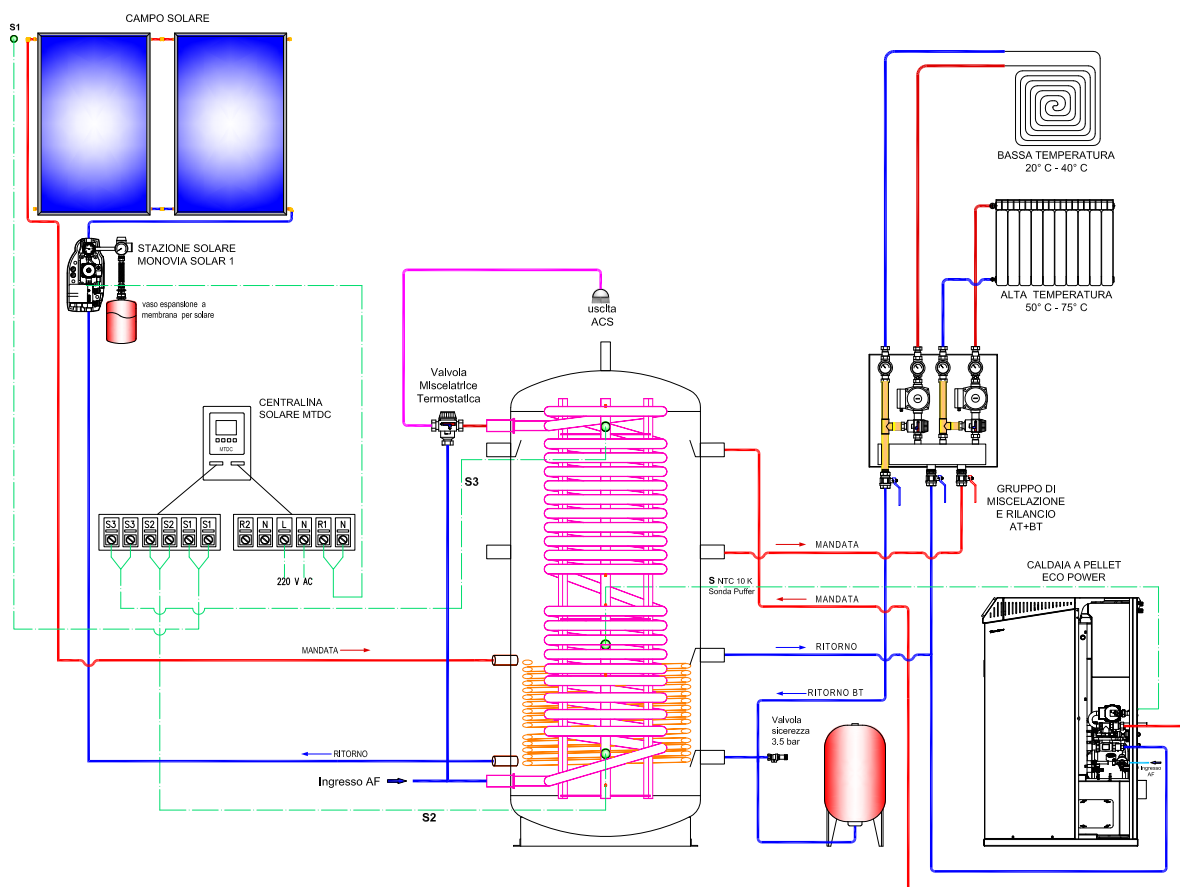 CAMPO SOLARE
S1
BASSA TEMPERATURA
20° C - 40° C
STAZIONE SOLARE
MONOVIA SOLAR 1
vaso espansione a
membrana per solare
ALTA TEMPERATURA
50° C - 75° C
uscita
ACS
Valvola
Miscelatrice
Termostatica
CENTRALINA
SOLARE MTDC
MTDC
S3
GRUPPO DI
MISCELAZIONE
E RILANCIO
AT+BT
S3 S3 S2 S2 S1 S1
R2 N L N R1 N
MANDATA
220 V AC
CALDAIA A PELLET
ECO POWER
S NTC 10 K
Sonda Puffer
MANDATA
MANDATA
RITORNO
RITORNO BT
Valvola
sicerezza
3.5 bar
RITORNO
Ingresso AF
Ingresso
AF
S2